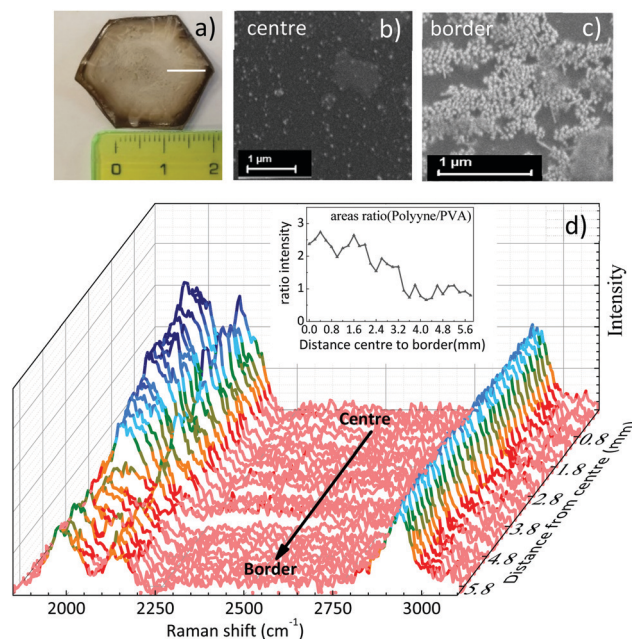 a)
0 1 2
centre b)
1 µm
border c)
1 µm
d)
areas ratio(Polyyne/PVA)
ratio intensity
3
2
1
0
0.0 0.8 1.6 2.4 3.2 4.0 4.8 5.6
Distance centre to border(mm)
Intensity
Centre
Border
0.8
1.8
2.8
3.8
4.8
5.8
Distance from centre (mm)
2000 2250 2500 2750 3000
Raman shift (cm⁻¹)